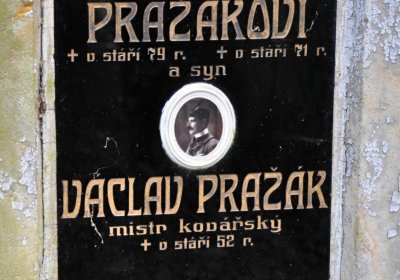 PRAŽÁKOVI
+ v stáří 79 r. + v stáří 71 r.
a syn
VÁCLAV PRAŽÁK
mistr kovářský
+ v stáří 52 r.